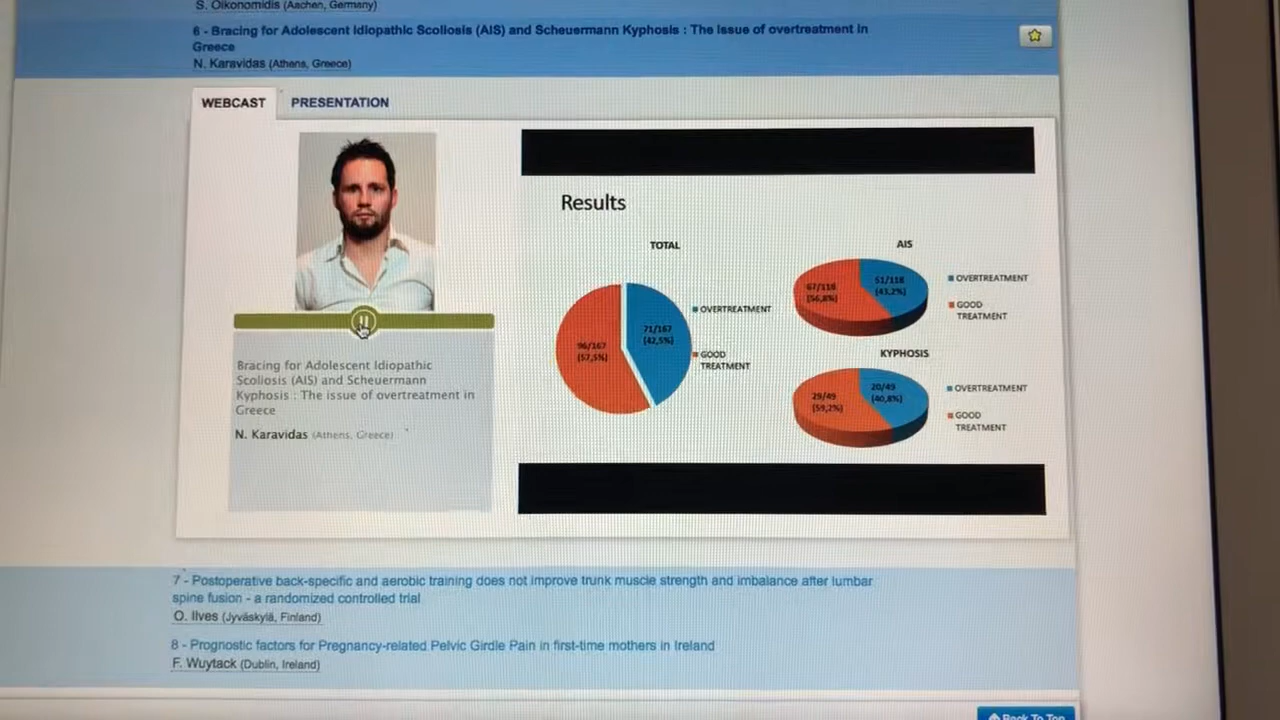 S. Oikonomidis (Aachen, Germany)
6 - Bracing for Adolescent Idiopathic Scoliosis (AIS) and Scheuermann Kyphosis : The issue of overtreatment in
Greece
N. Karavidas (Athens, Greece)
WEBCAST
PRESENTATION
Bracing for Adolescent Idiopathic
Scoliosis (AIS) and Scheuermann
Kyphosis : The issue of overtreatment in
Greece
N. Karavidas (Athens, Greece)
Results
TOTAL
96/167
(57,5%)
71/167
(42,5%)
OVERTREATMENT
GOOD
TREATMENT
AIS
67/118
(56,8%)
51/118
(43,2%)
OVERTREATMENT
GOOD
TREATMENT
KYPHOSIS
29/49
(59,2%)
20/49
(40,8%)
OVERTREATMENT
GOOD
TREATMENT
7 - Postoperative back-specific and aerobic training does not improve trunk muscle strength and imbalance after lumbar
spine fusion - a randomized controlled trial
O. Ilves (Jyväskylä, Finland)
8 - Prognostic factors for Pregnancy-related Pelvic Girdle Pain in first-time mothers in Ireland
F. Wuytack (Dublin, Ireland)
Back To Top